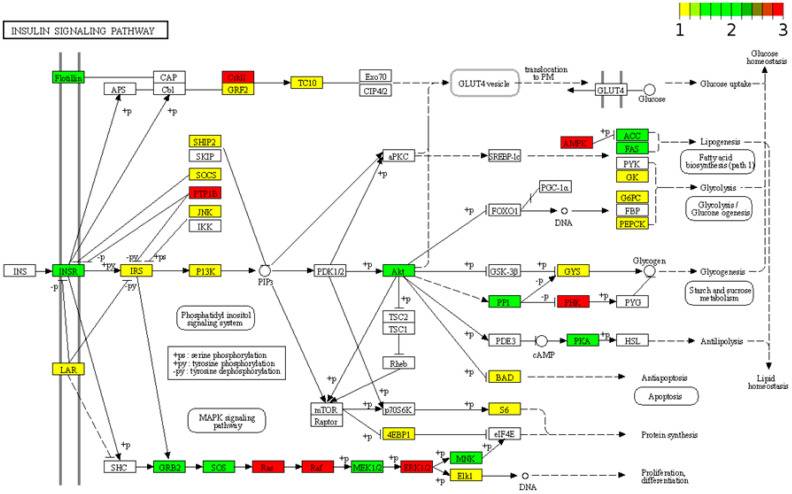 INSULIN SIGNALING PATHWAY
1 2 3
Glucose
homeostasis
Flotillin
CAP
Cbl
APS
CrkII
GRF2
TC10
Exo70
CIP4/2
GLUT4 vesicle
translocation
to PM
GLUT4
Glucose
Glucose uptake
+p
+p
SHIP2
SKIP
SOCS
PTP1B
JNK
IKK
aPKC
+p
SREBP-1c
AMPK
+p
ACC
FAS
PYK
GK
Lipogenesis
Fatty acid
biosynthesis (path 1)
Glycolysis
PGC-1α
FOXO1
+p
DNA
G6PC
FBP
PEPCK
Glycolysis /
Glucone ogenesis
INS
INSR
-p
+py
+ps
-p
-py
IRS
P13K
PIP3
PDK1/2
+p
Akt
+p
GSK-3β
+p
-p
GYS
Glycogen
Glycogenesis
PP1
-p
PHK
+p
PYG
Starch and sucrose
metabolism
Phosphatidyl inositol
signaling system
+p
TSC2
TSC1
Rheb
+p
PDE3
cAMP
PKA
+p
HSL
Antilipolysis
+ps : serine phosphorylation
+py : tyrosine phosphorylation
-py : tyrosine dephosphorylation
LAR
+p
BAD
Antiapoptosis
Apoptosis
Lipid
homeostasis
MAPK signaling
pathway
+p
+p
mTOR
Raptor
p70S6K
+p
S6
+p
4EBP1
eIF4E
Protein synthesis
+p
SHC
GRB2
SOS
Ras
Raf
+p
MEK1/2
+p
ERK1/2
+p
MNK
+p
+p
Elk1
DNA
Proliferation,
differentiation